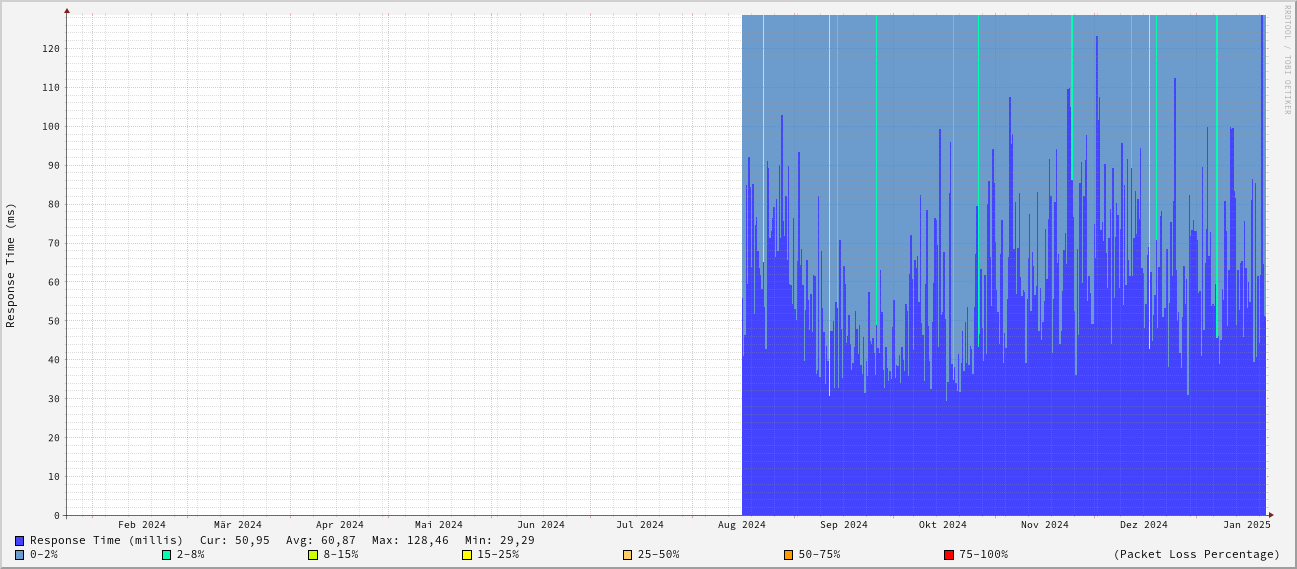 RRDTOOL / TOBI OETIKER
Response Time (ms)
120
110
100
90
80
70
60
50
40
30
20
10
0
Feb 2024 Mär 2024 Apr 2024 Mai 2024 Jun 2024 Jul 2024 Aug 2024 Sep 2024 Okt 2024 Nov 2024 Dez 2024 Jan 2025
Response Time (millis) Cur: 50,95 Avg: 60,87 Max: 128,46 Min: 29,29
0-2% 2-8% 8-15% 15-25% 25-50% 50-75% 75-100% (Packet Loss Percentage)